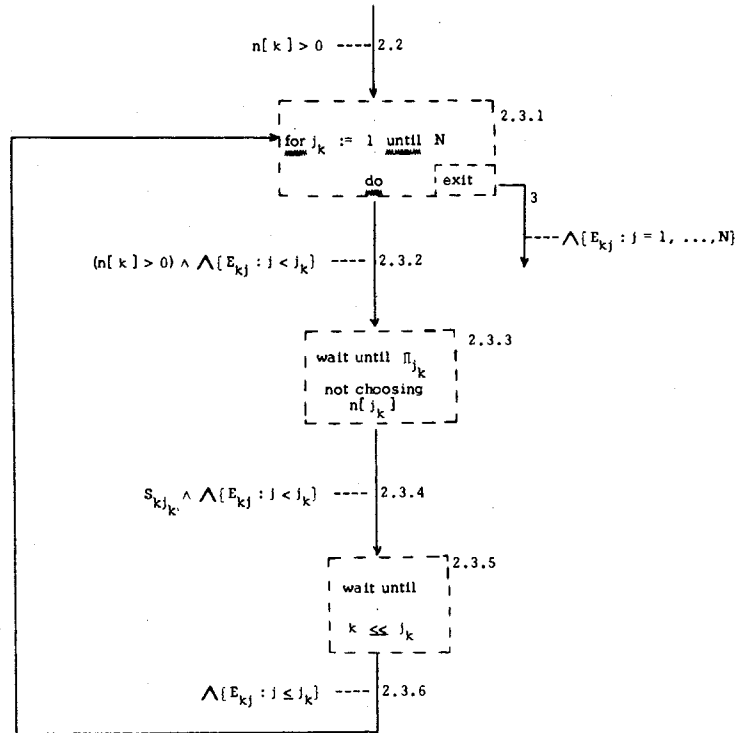 n[k] > 0 ---- 2.2
2.3.1
for j_k := 1 until N
do
exit
3
---- ⋀{E_kj : j = 1, ...,N}
(n[k] > 0) ∧ ⋀{E_kj : j < j_k} ---- 2.3.2
2.3.3
wait until Π_j_k
not choosing
n[j_k]
S_kj_k ∧ ⋀{E_kj : j < j_k} ---- 2.3.4
2.3.5
wait until
k ≤≤ j_k
⋀{E_kj : j ≤ j_k} ---- 2.3.6